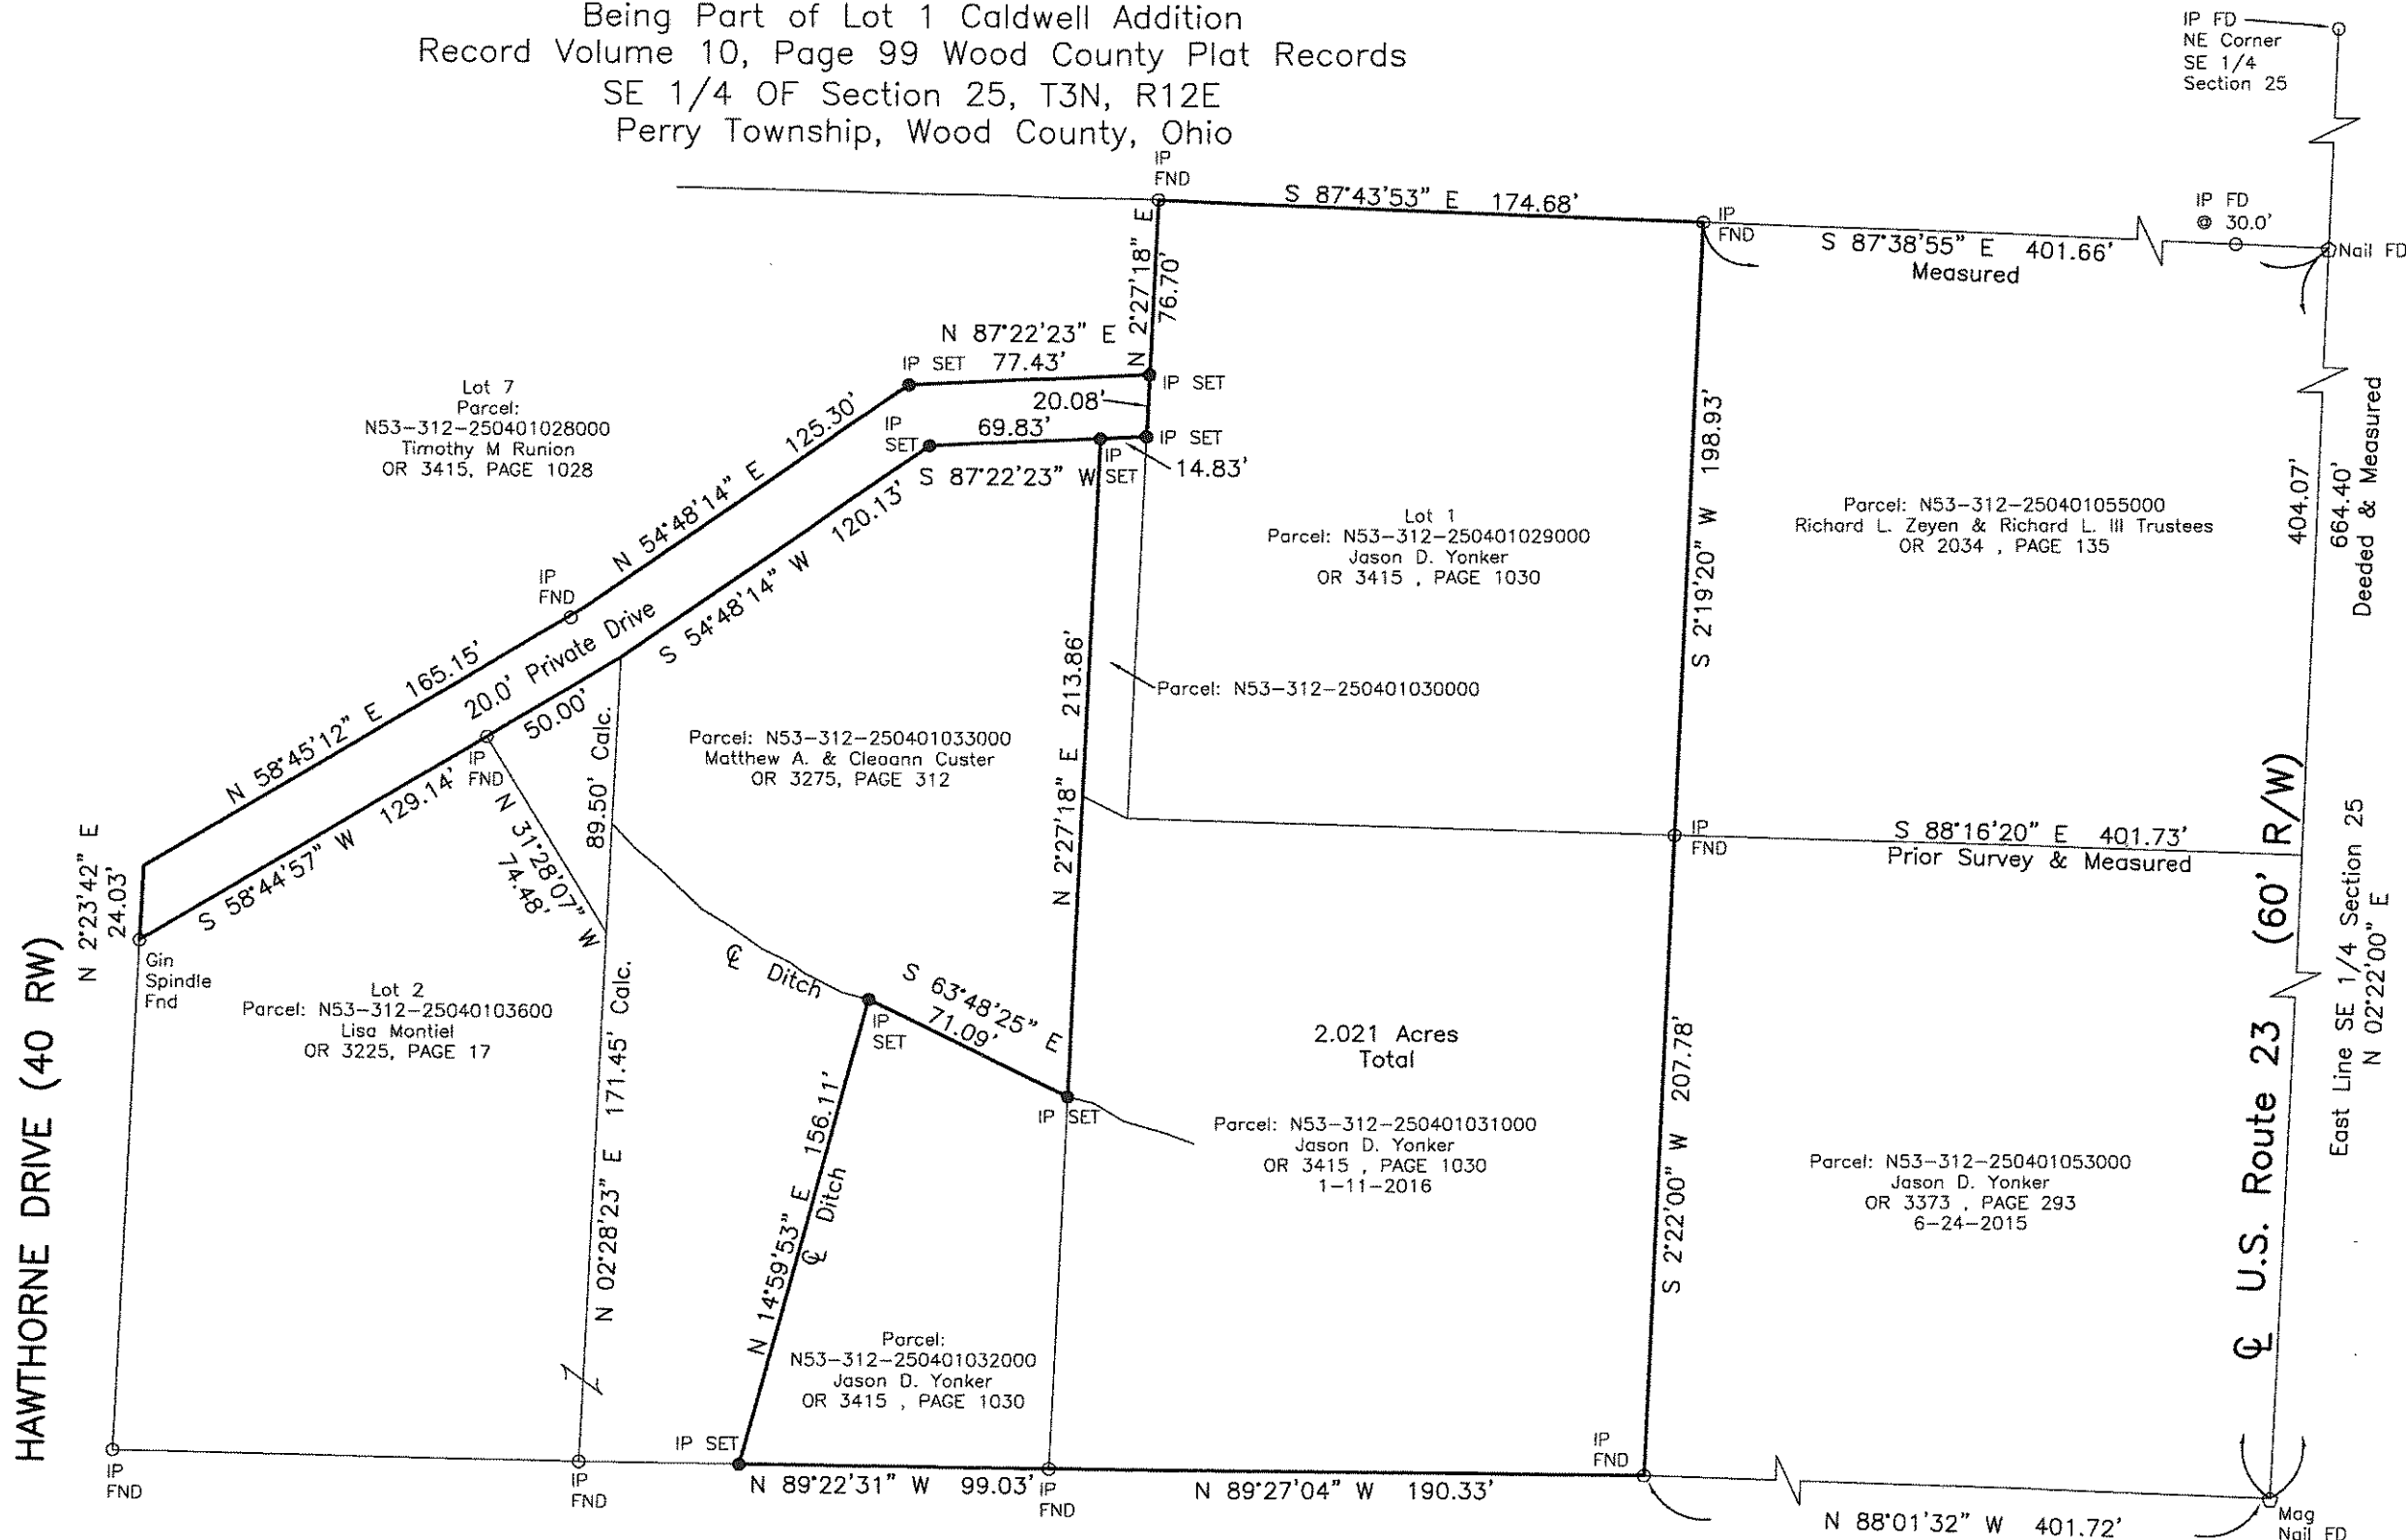 Being Part of Lot 1 Caldwell Addition
Record Volume 10, Page 99 Wood County Plat Records
SE 1/4 OF Section 25, T3N, R12E
Perry Township, Wood County, Ohio
IP FD
NE Corner
SE 1/4
Section 25
IP
FND
S 87°43'53" E 174.68'
IP
FND
S 87°38'55" E 401.66'
Measured
IP FD
@ 30.0'
Nail FD
N 2°27'18" E
76.70'
N 87°22'23" E
77.43'
IP SET
IP SET
20.08'
IP
SET
69.83'
IP SET
IP
SET
14.83'
S 87°22'23" W
Lot 7
Parcel:
N53-312-250401028000
Timothy M Runion
OR 3415, PAGE 1028
N 54°48'14" E 125.30'
S 54°48'14" W 120.13'
IP
FND
20.0' Private Drive
50.00'
N 58°45'12" E 165.15'
S 58°44'57" W 129.14'
IP
FND
N 31°28'07" W
74.48'
89.50' Calc.
N 2°23'42" E
24.03'
Gin
Spindle
Fnd
HAWTHORNE DRIVE (40 RW)
Lot 2
Parcel: N53-312-25040103600
Lisa Montiel
OR 3225, PAGE 17
Parcel: N53-312-250401033000
Matthew A. & Cleoann Custer
OR 3275, PAGE 312
N 2°27'18" E 213.86'
Parcel: N53-312-250401030000
Lot 1
Parcel: N53-312-250401029000
Jason D. Yonker
OR 3415 , PAGE 1030
S 2°19'20" W 198.93'
Parcel: N53-312-250401055000
Richard L. Zeyen & Richard L. III Trustees
OR 2034 , PAGE 135
404.07'
664.40'
Deeded & Measured
IP
FND
S 88°16'20" E 401.73'
Prior Survey & Measured
℄ Ditch
S 63°48'25" E
71.09'
IP
SET
IP SET
N 02°28'23" E 171.45' Calc.
N 14°59'53" E 156.11'
℄ Ditch
2.021 Acres
Total
Parcel: N53-312-250401031000
Jason D. Yonker
OR 3415 , PAGE 1030
1-11-2016
S 2°22'00" W 207.78'
Parcel: N53-312-250401053000
Jason D. Yonker
OR 3373 , PAGE 293
6-24-2015
℄ U.S. Route 23 (60' R/W)
East Line SE 1/4 Section 25
N 02°22'00" E
Parcel:
N53-312-250401032000
Jason D. Yonker
OR 3415 , PAGE 1030
IP
FND
IP
FND
IP SET
N 89°22'31" W 99.03'
IP
FND
N 89°27'04" W 190.33'
IP
FND
N 88°01'32" W 401.72'
Mag
Nail FD